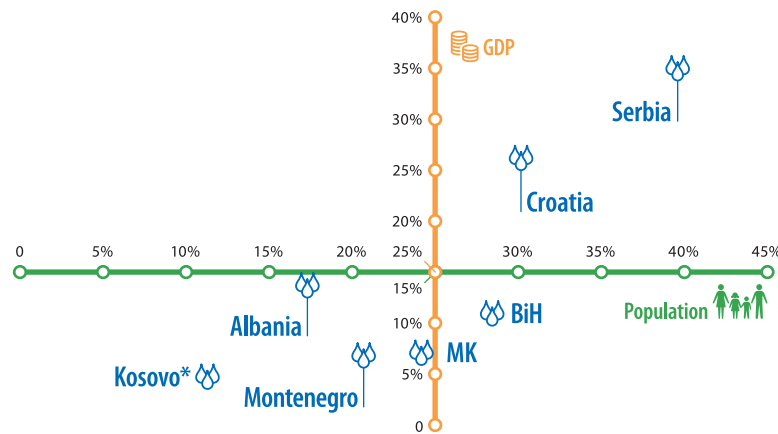 40%
GDP
35%
Serbia
30%
25%
Croatia
20%
0 5% 10% 15% 20% 25% 30% 35% 40% 45%
15%
Albania
10%
BiH
Population
MK
Kosovo*
5%
Montenegro
0